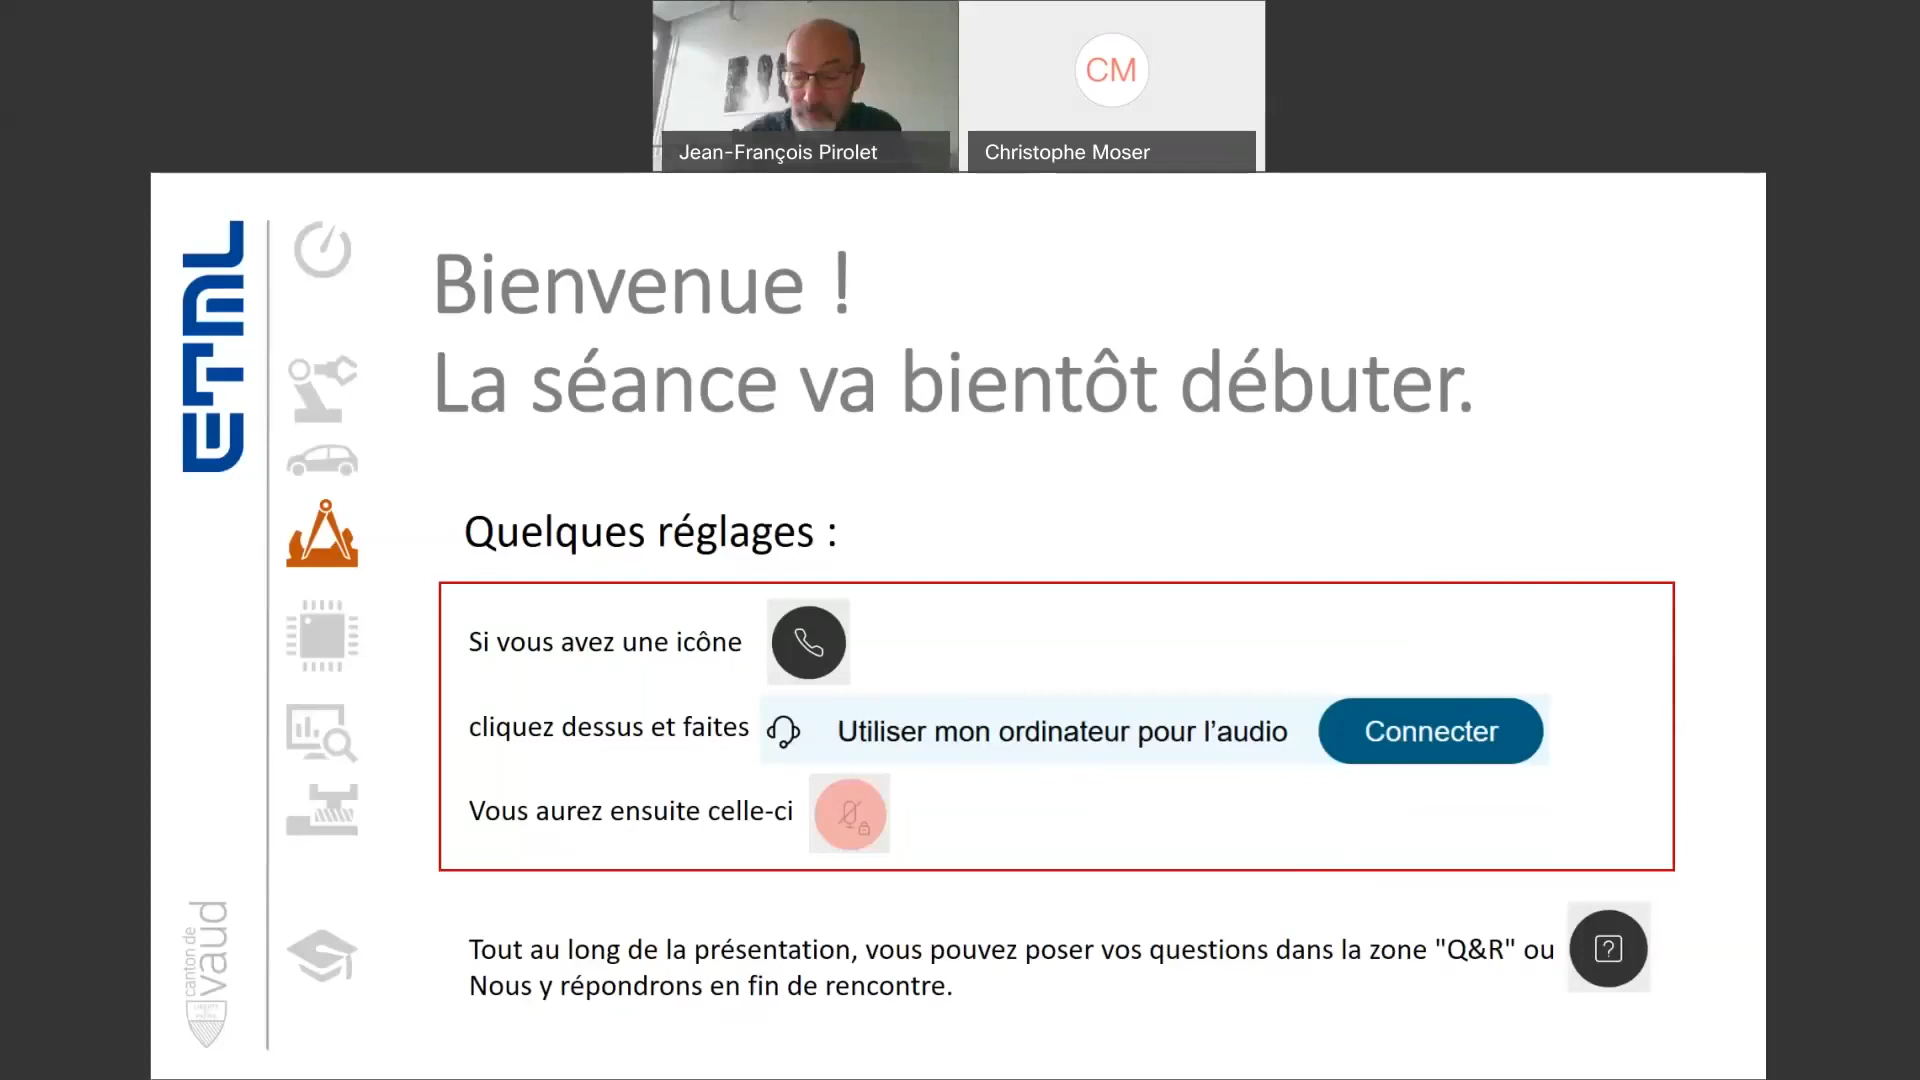 CM
Jean-François Pirolet
Christophe Moser
ETML
Bienvenue !
La séance va bientôt débuter.
Quelques réglages :
Si vous avez une icône
cliquez dessus et faites
Utiliser mon ordinateur pour l’audio
Connecter
Vous aurez ensuite celle-ci
Tout au long de la présentation, vous pouvez poser vos questions dans la zone "Q&R" ou
?
Nous y répondrons en fin de rencontre.
canton de
vaud